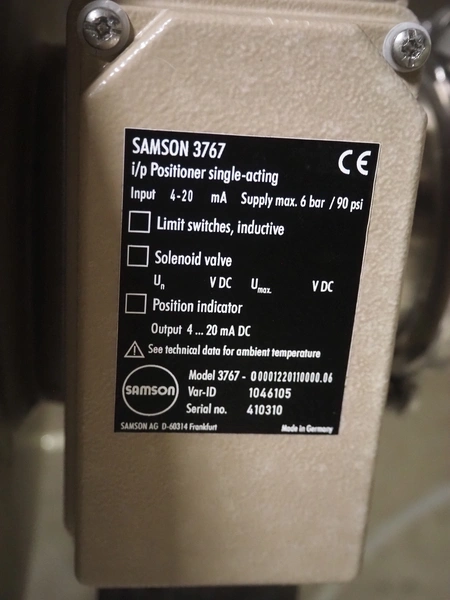 SAMSON 3767
CE
i/p Positioner single-acting
Input 4-20 mA Supply max. 6 bar / 90 psi
Limit switches, inductive
Solenoid valve
Un V DC Umax. V DC
Position indicator
Output 4 ... 20 mA DC
See technical data for ambient temperature
Model 3767 - 00001220110000.06
SAMSON
Var-ID 1046105
Serial no. 410310
SAMSON AG D-60314 Frankfurt Made in Germany